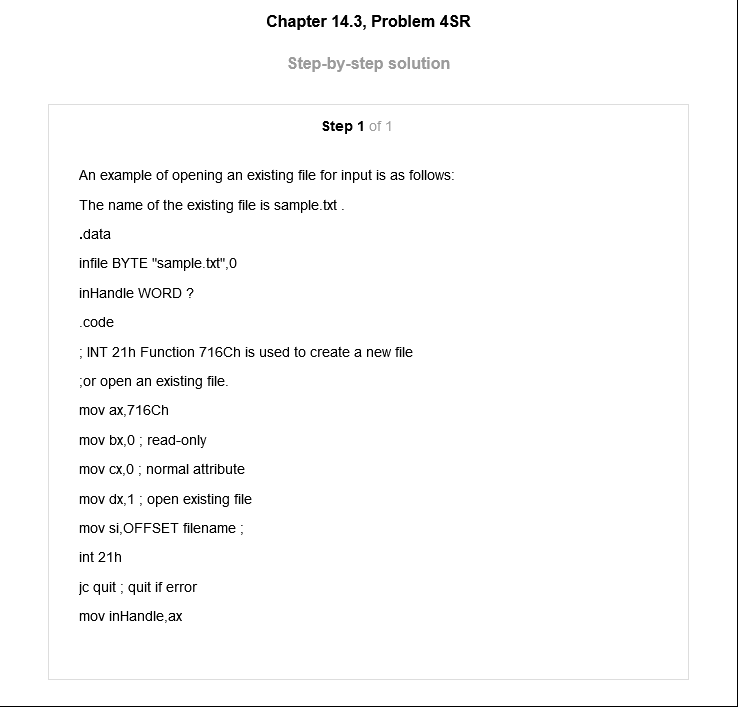 Chapter 14.3, Problem 4SR
Step-by-step solution
Step 1 of 1
An example of opening an existing file for input is as follows:
The name of the existing file is sample.txt .
.data
infile BYTE "sample.txt",0
inHandle WORD ?
.code
; INT 21h Function 716Ch is used to create a new file
;or open an existing file.
mov ax,716Ch
mov bx,0 ; read-only
mov cx,0 ; normal attribute
mov dx,1 ; open existing file
mov si,OFFSET filename ;
int 21h
jc quit ; quit if error
mov inHandle,ax